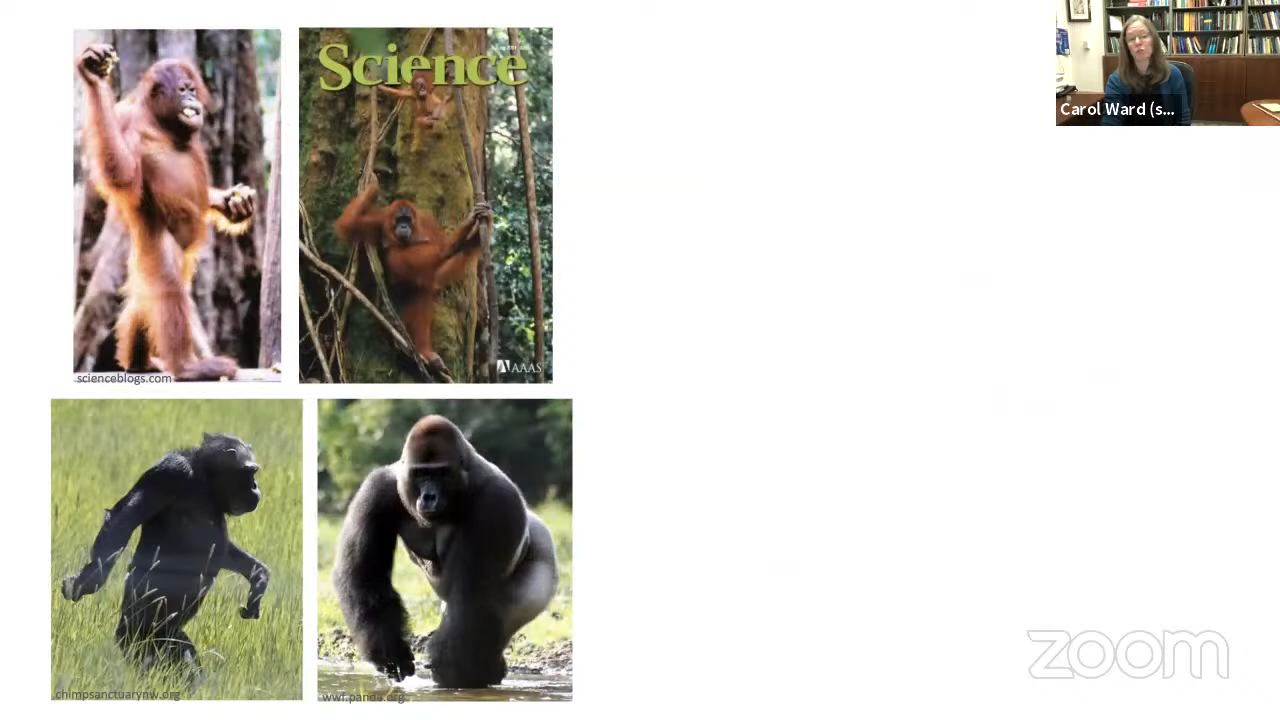 Science
AAAS
scienceblogs.com
chimpsanctuarynw.org
wwf.panda.org
Carol Ward (s...
zoom